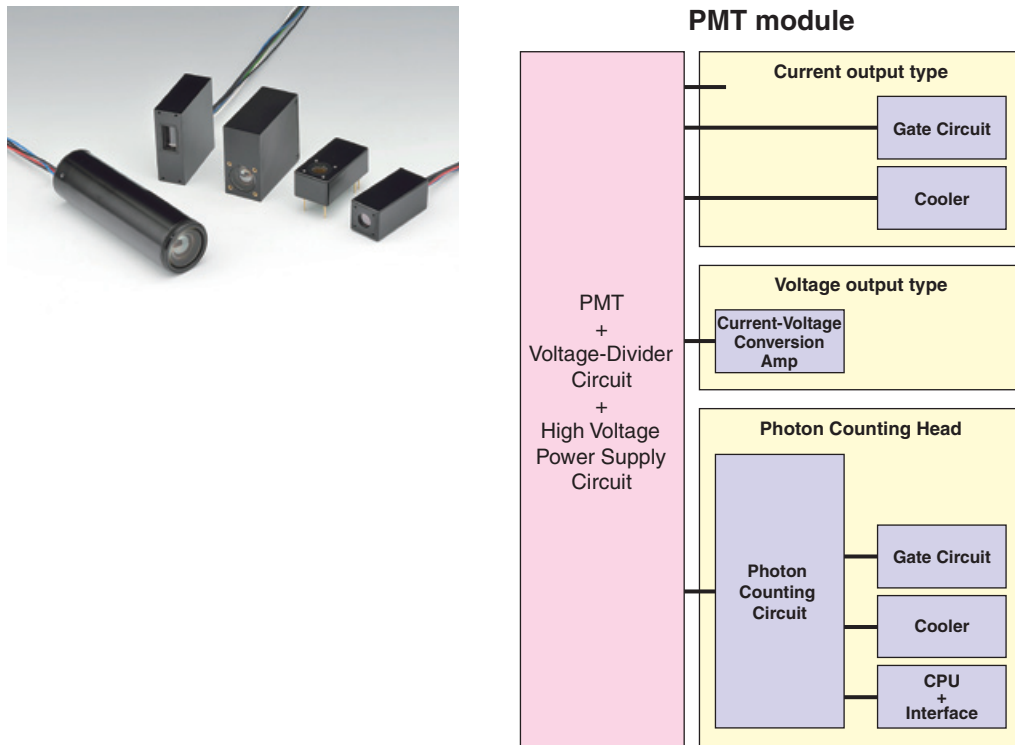 PMT module
PMT
+
Voltage-Divider
Circuit
+
High Voltage
Power Supply
Circuit
Current output type
Gate Circuit
Cooler
Voltage output type
Current-Voltage
Conversion
Amp
Photon Counting Head
Photon
Counting
Circuit
Gate Circuit
Cooler
CPU
+
Interface